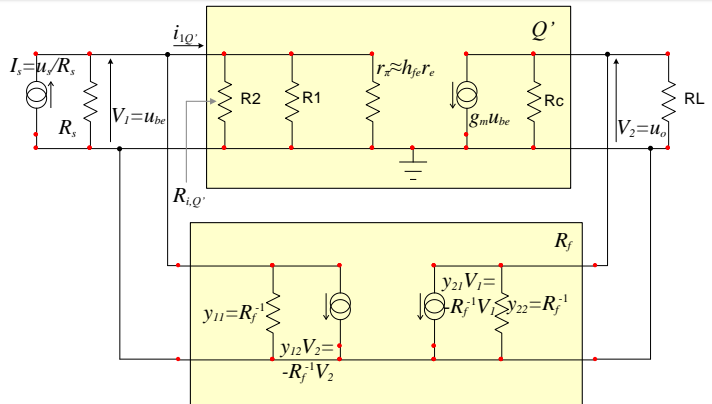 i1Q'
Q'
Is=us/Rs
rπ≈hfere
R2
R1
Rc
RL
V1=ube
Rs
gmube
V2=uo
Ri,Q'
Rf
y21V1=
-Rf-1V1
y22=Rf-1
y11=Rf-1
y12V2=
-Rf-1V2